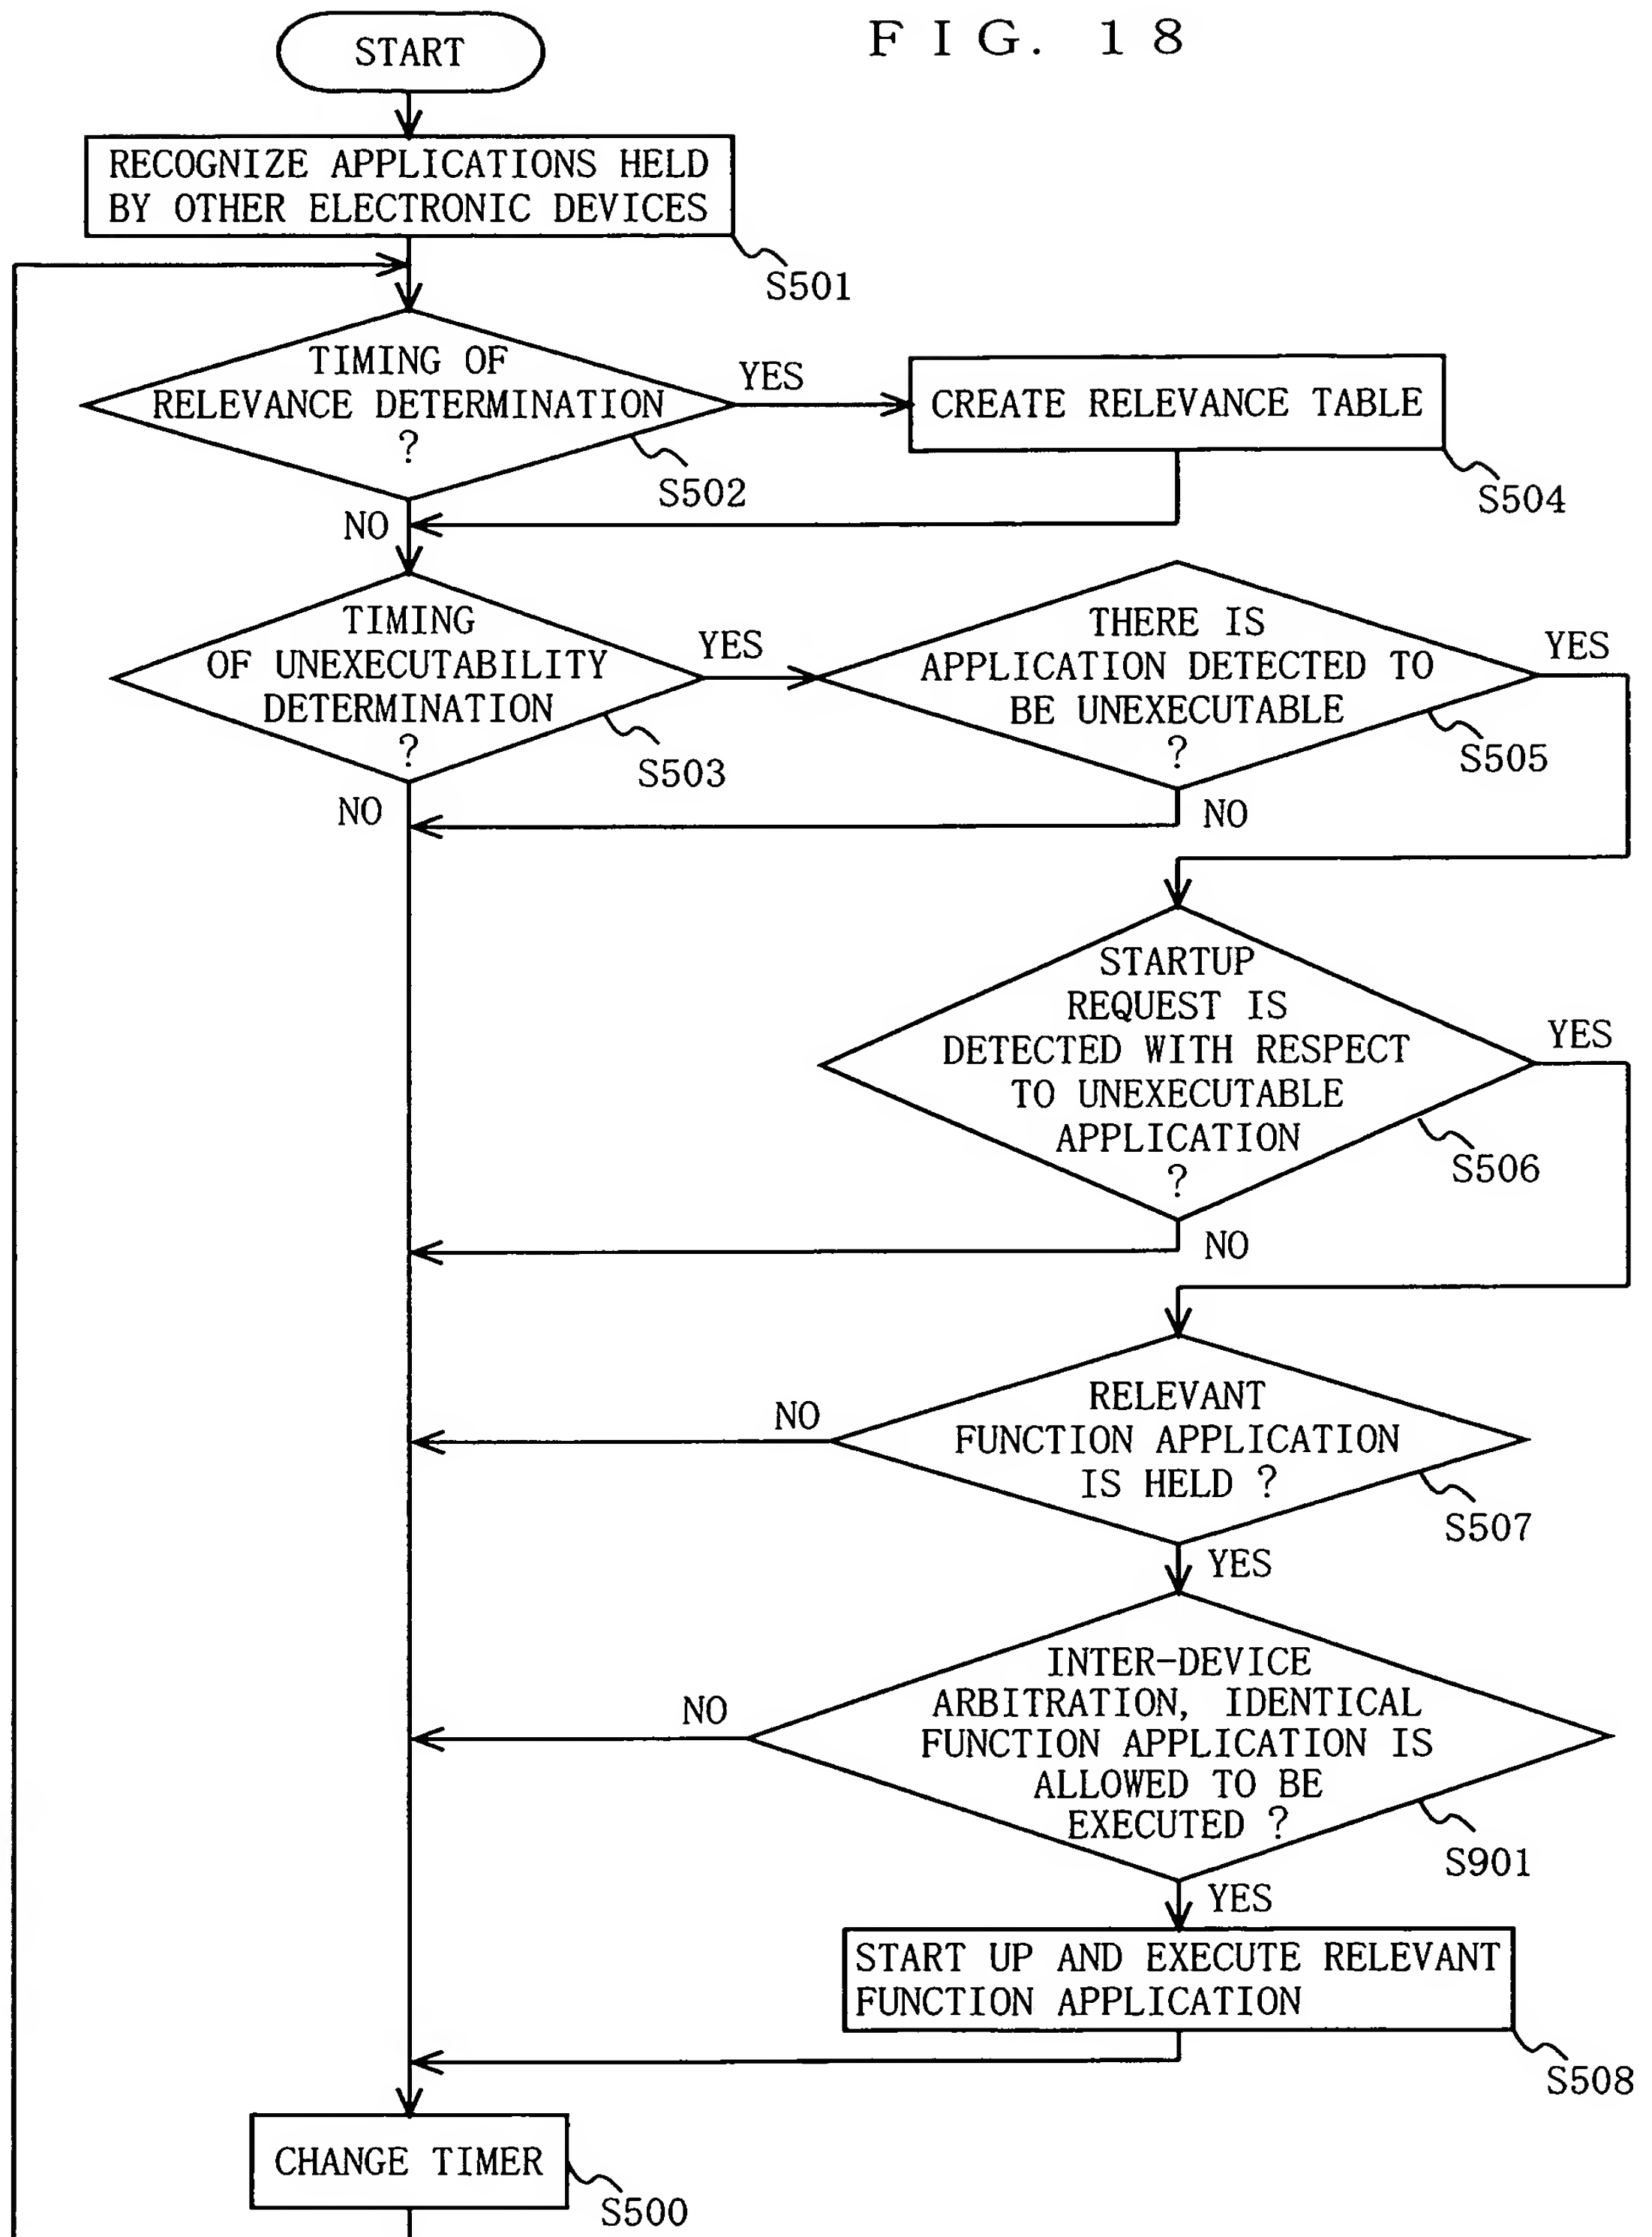 FIG. 18
START
RECOGNIZE APPLICATIONS HELD
BY OTHER ELECTRONIC DEVICES
S501
TIMING OF
RELEVANCE DETERMINATION
?
YES
S502
NO
CREATE RELEVANCE TABLE
S504
TIMING
OF UNEXECUTABILITY
DETERMINATION
?
YES
S503
NO
THERE IS
APPLICATION DETECTED TO
BE UNEXECUTABLE
?
YES
S505
NO
STARTUP
REQUEST IS
DETECTED WITH RESPECT
TO UNEXECUTABLE
APPLICATION
?
YES
S506
NO
RELEVANT
FUNCTION APPLICATION
IS HELD ?
NO
S507
YES
INTER-DEVICE
ARBITRATION, IDENTICAL
FUNCTION APPLICATION IS
ALLOWED TO BE
EXECUTED ?
NO
S901
YES
START UP AND EXECUTE RELEVANT
FUNCTION APPLICATION
S508
CHANGE TIMER
S500